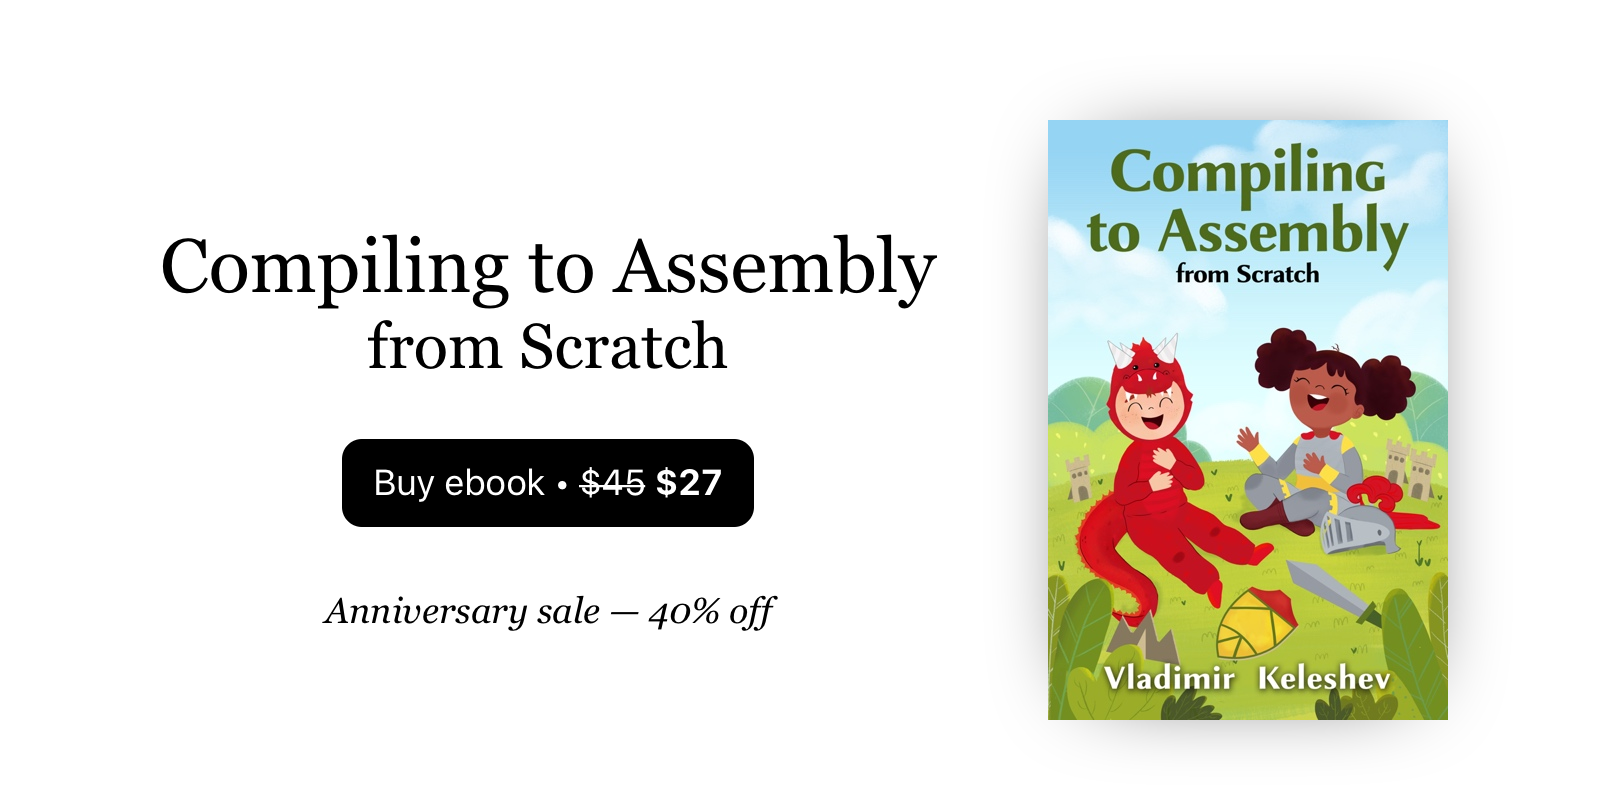 Compiling to Assembly
from Scratch
Buy ebook • $45 $27
Anniversary sale — 40% off
Compiling
to Assembly
from Scratch
Vladimir Keleshev